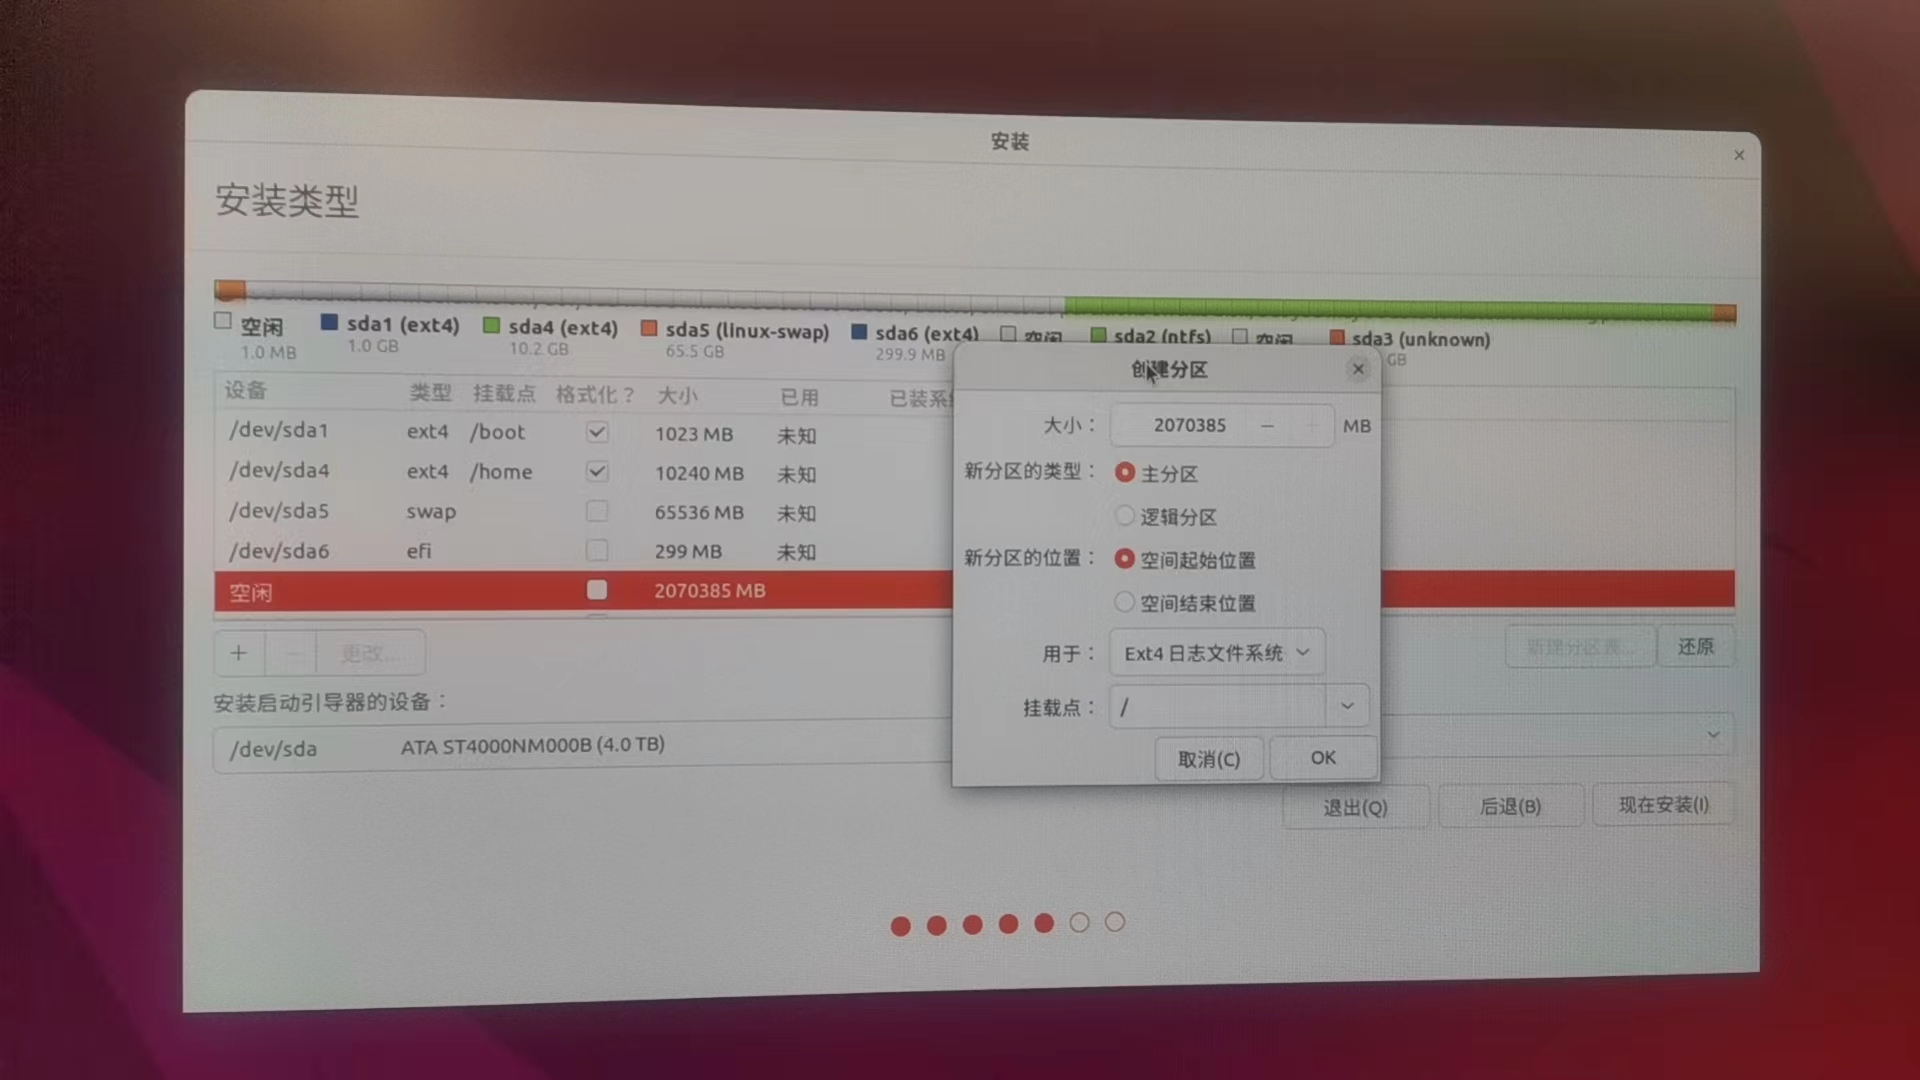 安装
安装类型
空闲 sda1 (ext4) sda4 (ext4) sda5 (linux-swap) sda6 (ext4) 空闲 sda2 (ntfs) 空闲 sda3 (unknown)
1.0 MB 1.0 GB 10.2 GB 65.5 GB 299.9 MB GB
设备 类型 挂载点 格式化？ 大小 已用 已装系
/dev/sda1 ext4 /boot 1023 MB 未知
/dev/sda4 ext4 /home 10240 MB 未知
/dev/sda5 swap 65536 MB 未知
/dev/sda6 efi 299 MB 未知
空闲 2070385 MB
+ — 更改... 新建分区表... 还原
安装启动引导器的设备：
/dev/sda ATA ST4000NM000B (4.0 TB)
退出(Q) 后退(B) 现在安装(I)
创建分区
大小： 2070385 — + MB
新分区的类型： 主分区
逻辑分区
新分区的位置： 空间起始位置
空间结束位置
用于： Ext4 日志文件系统
挂载点： /
取消(C) OK